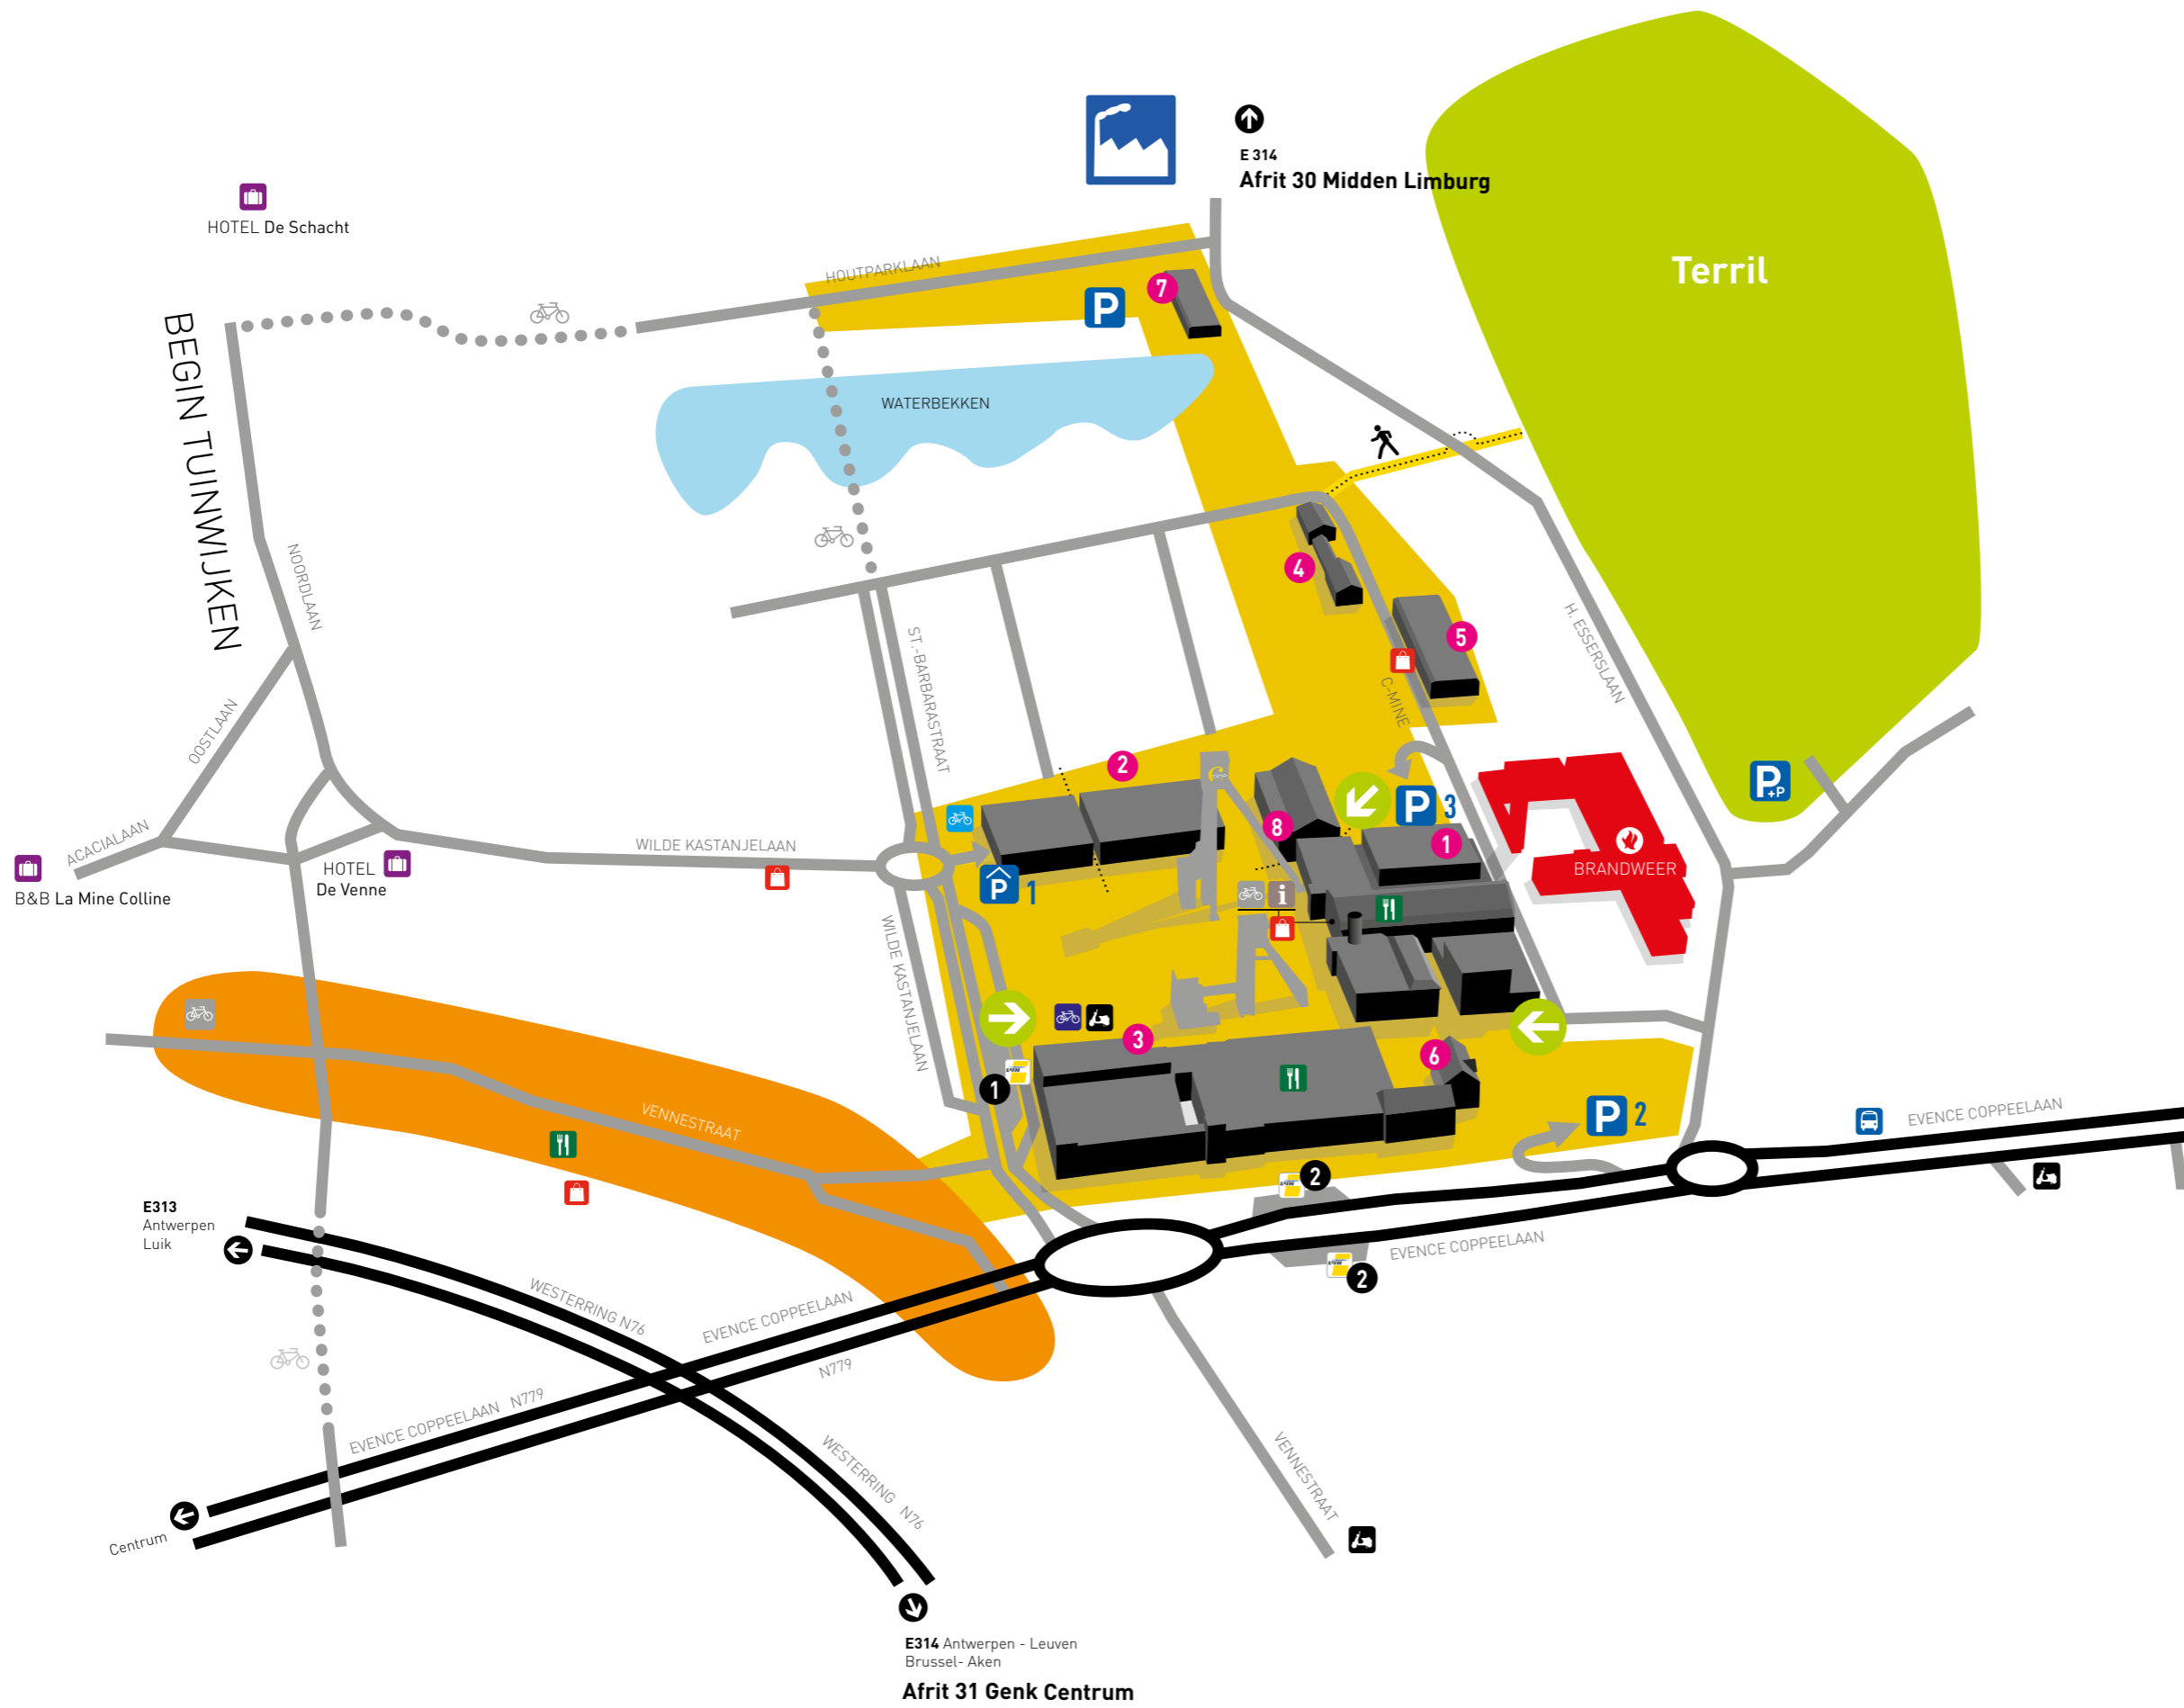 E 314
Afrit 30 Midden Limburg
Terril
HOTEL De Schacht
HOUTPARKLAAN
P
7
BEGIN TUINWIJKEN
WATERBEKKEN
NOORDLAAN
4
ST.-BARBARASTRAAT
5
H. ESSERSLAAN
C-MINE
OOSTLAAN
2
P 3
P+P
8
1
ACACIALAAN
WILDE KASTANJELAAN
HOTEL
De Venne
B&B La Mine Colline
P 1
i
BRANDWEER
WILDE KASTANJELAAN
3
6
1
VENNESTRAAT
P 2
EVENCE COPPEELAAN
2
E313
Antwerpen
Luik
EVENCE COPPEELAAN
2
WESTERRING N76
EVENCE COPPEELAAN
N779
EVENCE COPPEELAAN N779
WESTERRING N76
VENNESTRAAT
Centrum
E314 Antwerpen - Leuven
Brussel- Aken
Afrit 31 Genk Centrum